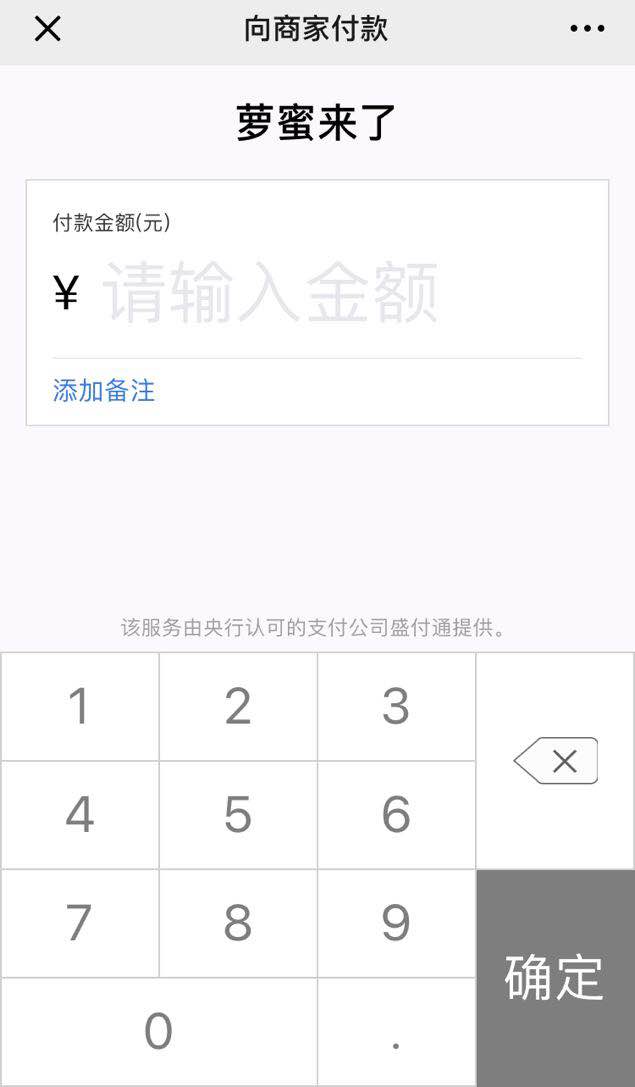 向商家付款
萝蜜来了
付款金额(元)
¥ 请输入金额
添加备注
该服务由央行认可的支付公司盛付通提供。
1 2 3
4 5 6
7 8 9
确定
0 .